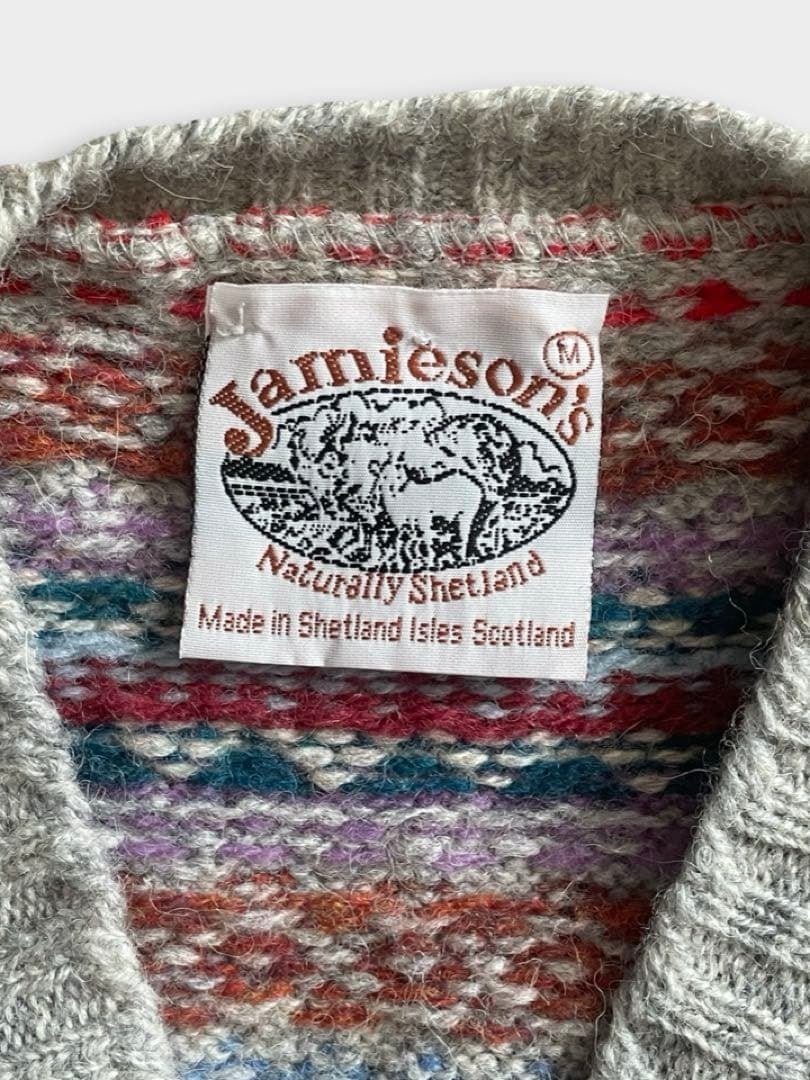 M
Jamieson's
Naturally Shetland
Made in Shetland Isles Scotland